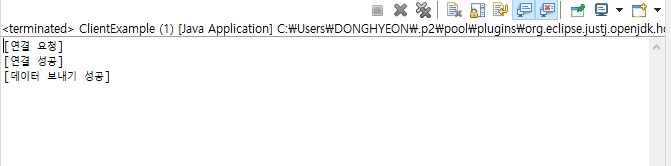 <terminated> ClientExample (1) [Java Application] C:₩Users₩DONGHYEON₩.p2₩pool₩plugins₩org.eclipse.justj.openjdk.ho
[연결 요청]
[연결 성공]
[데이터 보내기 성공]